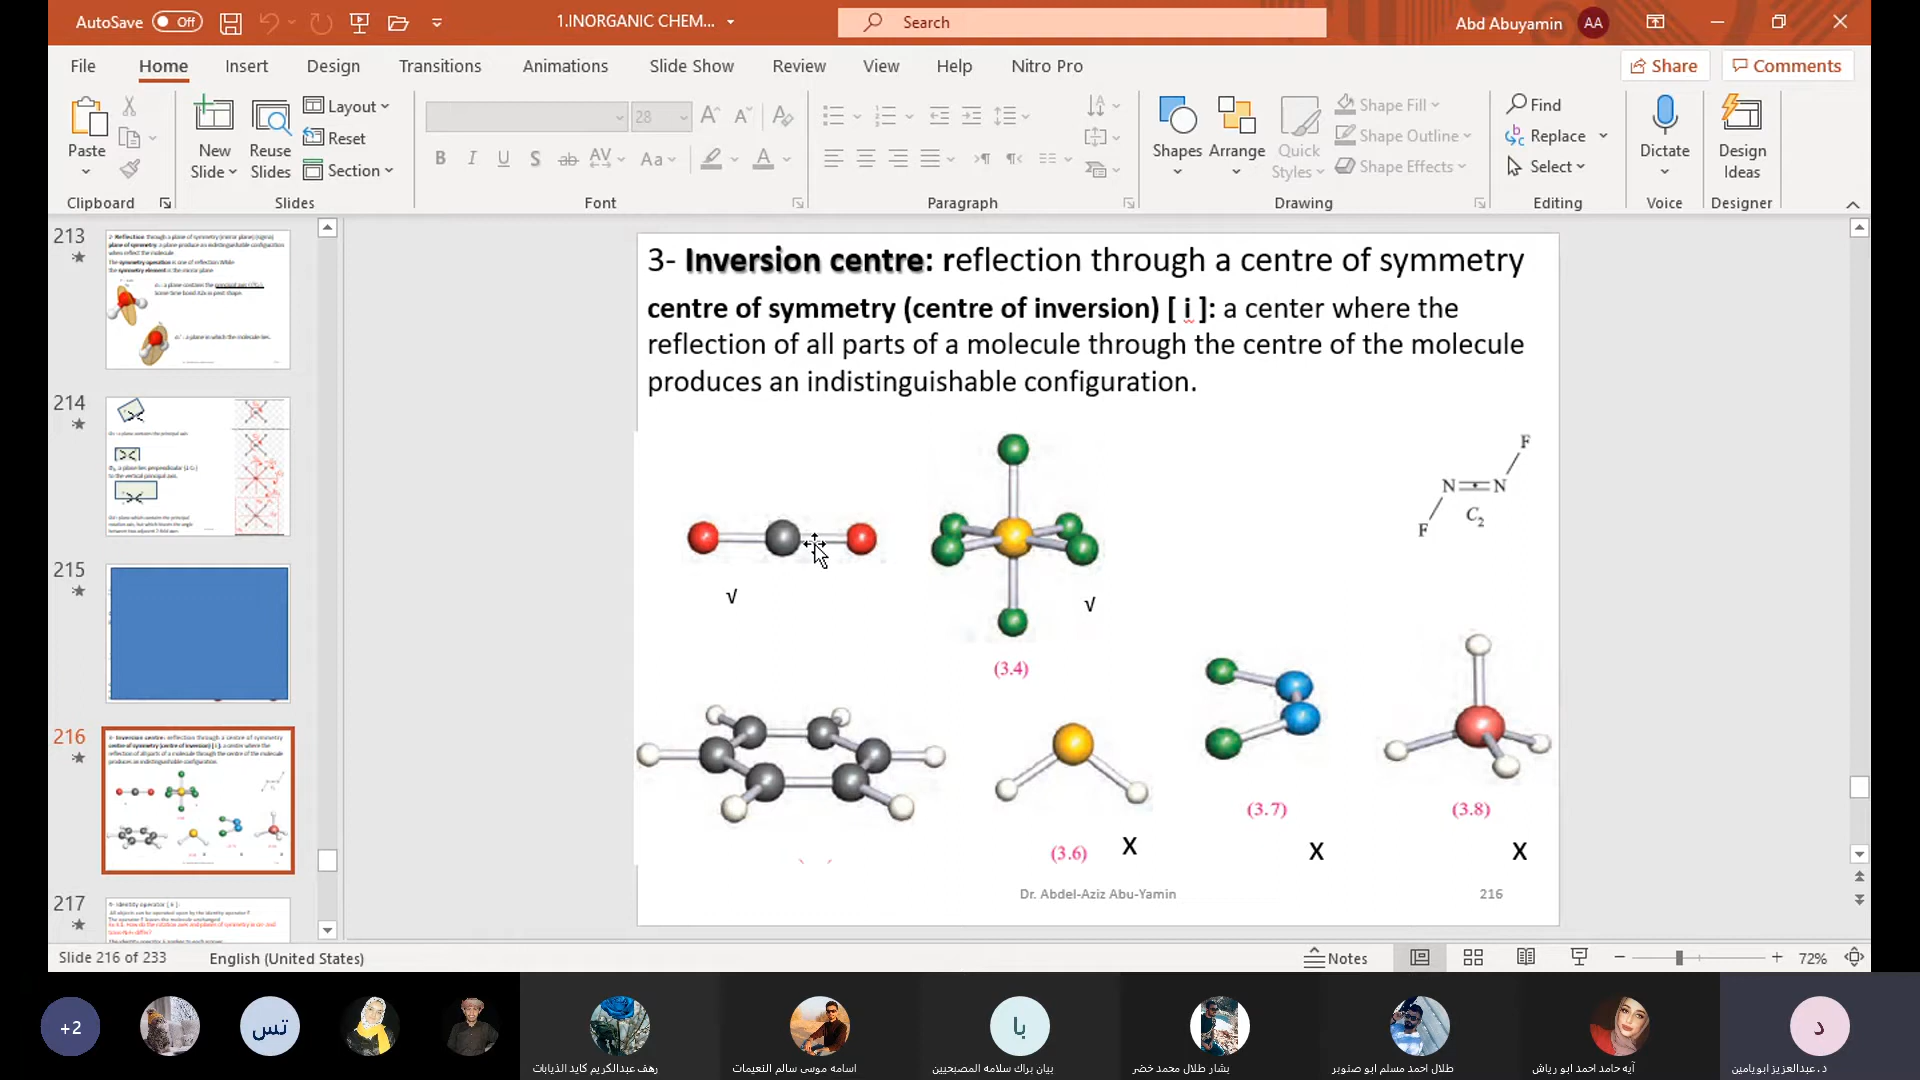 AutoSave Off
1.INORGANIC CHEM...
Search
Abd Abuyamin AA
File Home Insert Design Transitions Animations Slide Show Review View Help Nitro Pro Share Comments
Paste
New Slide
Reuse Slides
Layout
Reset
Section
28
B I U S ab AV Aa A
Shapes
Arrange
Quick Styles
Shape Fill
Shape Outline
Shape Effects
Find
Replace
Select
Dictate
Design Ideas
Clipboard Slides Font Paragraph Drawing Editing Voice Designer
213
214
215
216
217
3- Inversion centre: reflection through a centre of symmetry
centre of symmetry (centre of inversion) [ i ]: a center where the
reflection of all parts of a molecule through the centre of the molecule
produces an indistinguishable configuration.
F
N N
F
C2
√
√
(3.4)
(3.6) X
(3.7)
X
(3.8)
X
Dr. Abdel-Aziz Abu-Yamin 216
Slide 216 of 233 English (United States) Notes 72%
+2
تس
با
د
رهف عبدالكريم كايد الذيابات
اسامه موسى سالم النعيمات
بيان براك سلامه المصبحيين
بشار طلال محمد خضر
طلال احمد مسلم ابو صنوبر
آيه حامد احمد ابو رياش
د. عبدالعزيز ابويامين